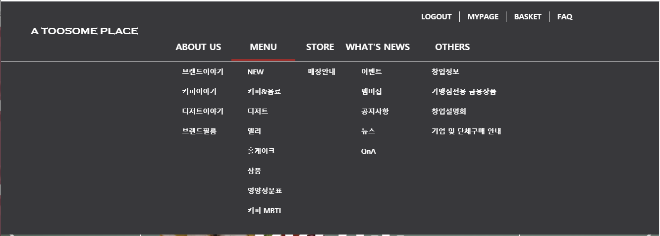 LOGOUT MYPAGE BASKET FAQ
A TOOSOME PLACE
ABOUT US MENU STORE WHAT'S NEWS OTHERS
브랜드이야기 NEW 매장안내 이벤트 창업정보
커피이야기 커피&음료 멤버십 가맹점전용 금융상품
디저트이야기 디저트 공지사항 창업설명회
브랜드필름 델리 뉴스 기업 및 단체구매 안내
홀케이크 QnA
상품
영양성분표
커피 MBTI